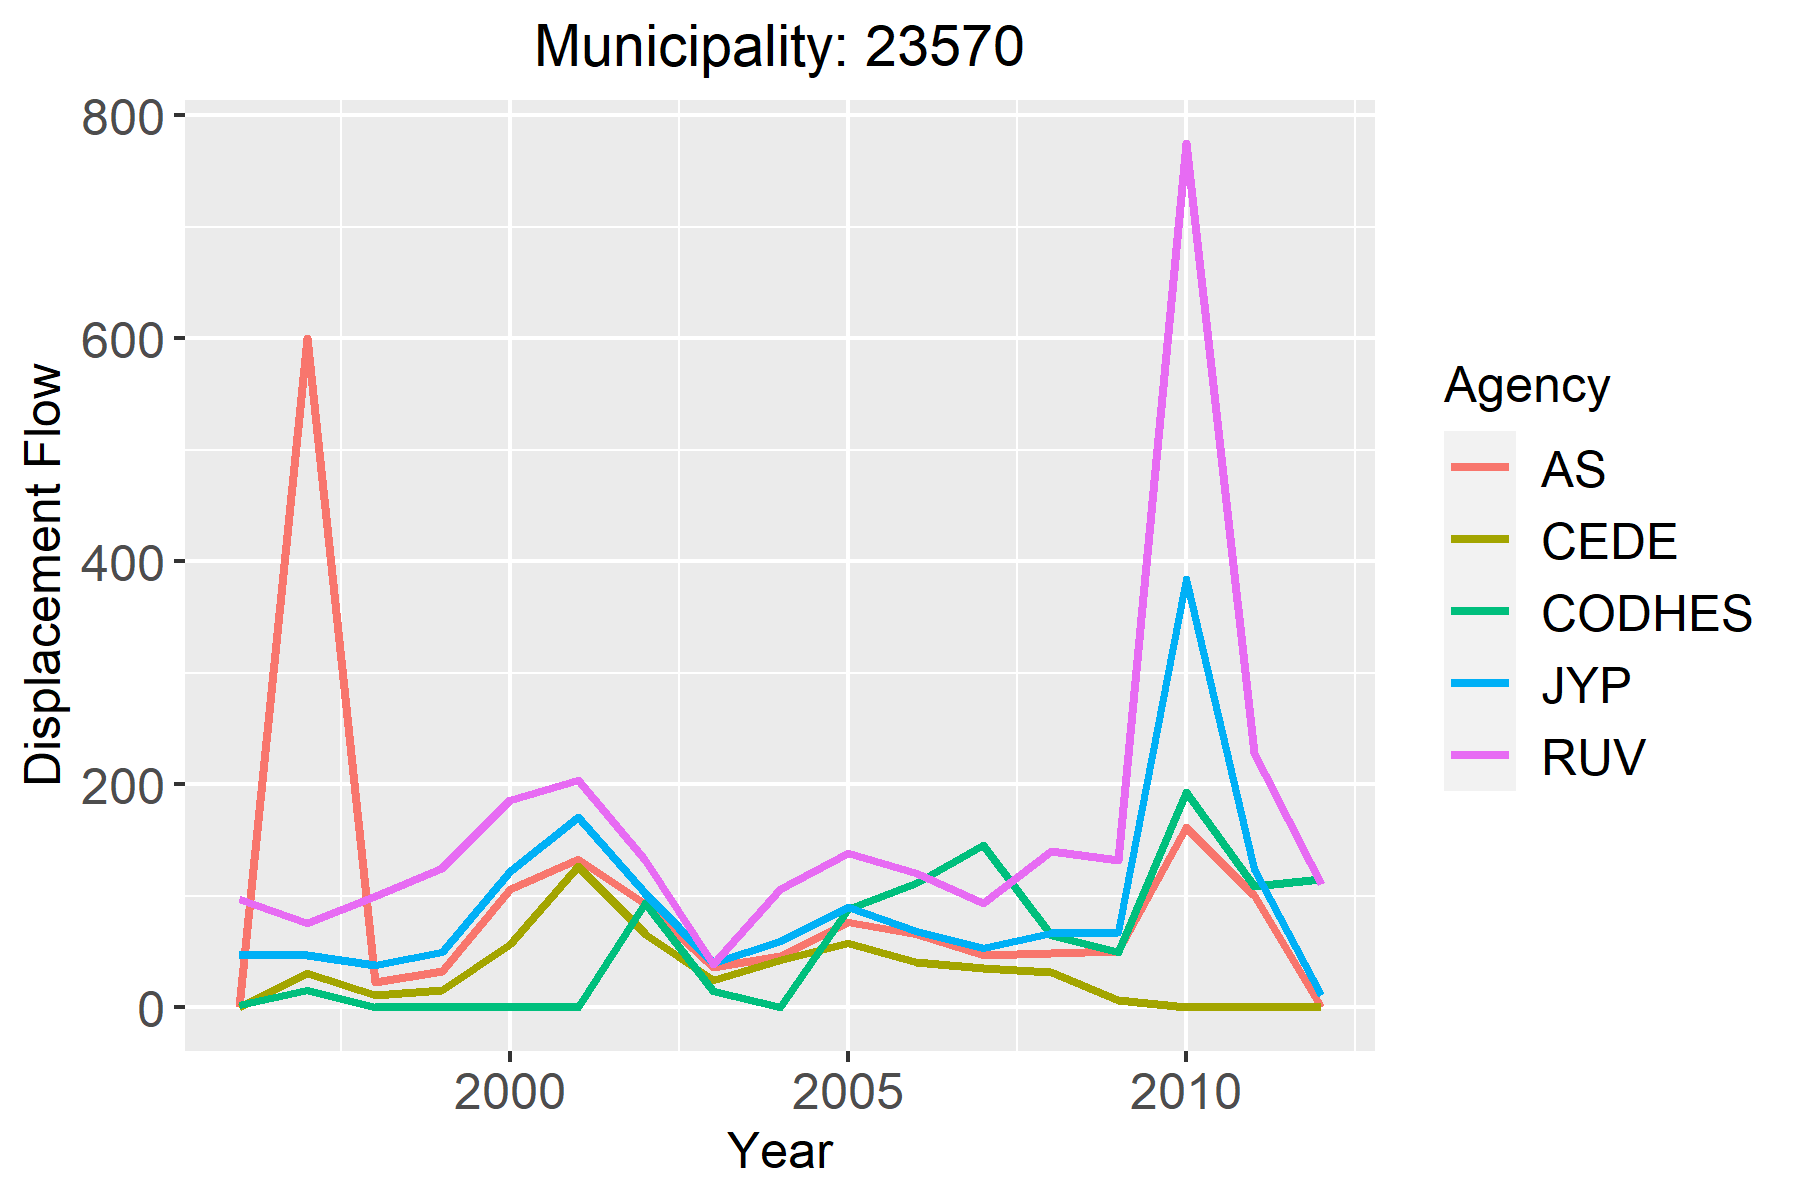 Municipality: 23570
800
600
400
200
0
Displacement Flow
2000 2005 2010
Year
Agency
AS
CEDE
CODHES
JYP
RUV